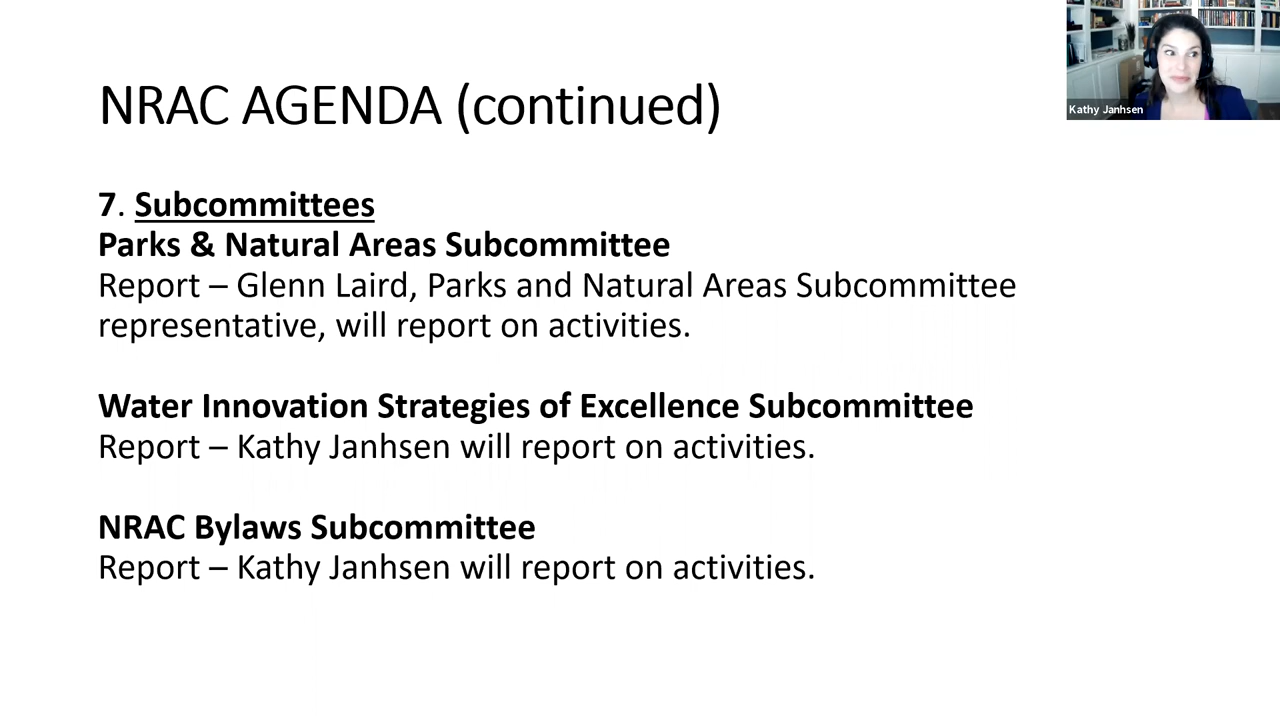 NRAC AGENDA (continued)
Kathy Janhsen
7. Subcommittees
Parks & Natural Areas Subcommittee
Report – Glenn Laird, Parks and Natural Areas Subcommittee
representative, will report on activities.
Water Innovation Strategies of Excellence Subcommittee
Report – Kathy Janhsen will report on activities.
NRAC Bylaws Subcommittee
Report – Kathy Janhsen will report on activities.